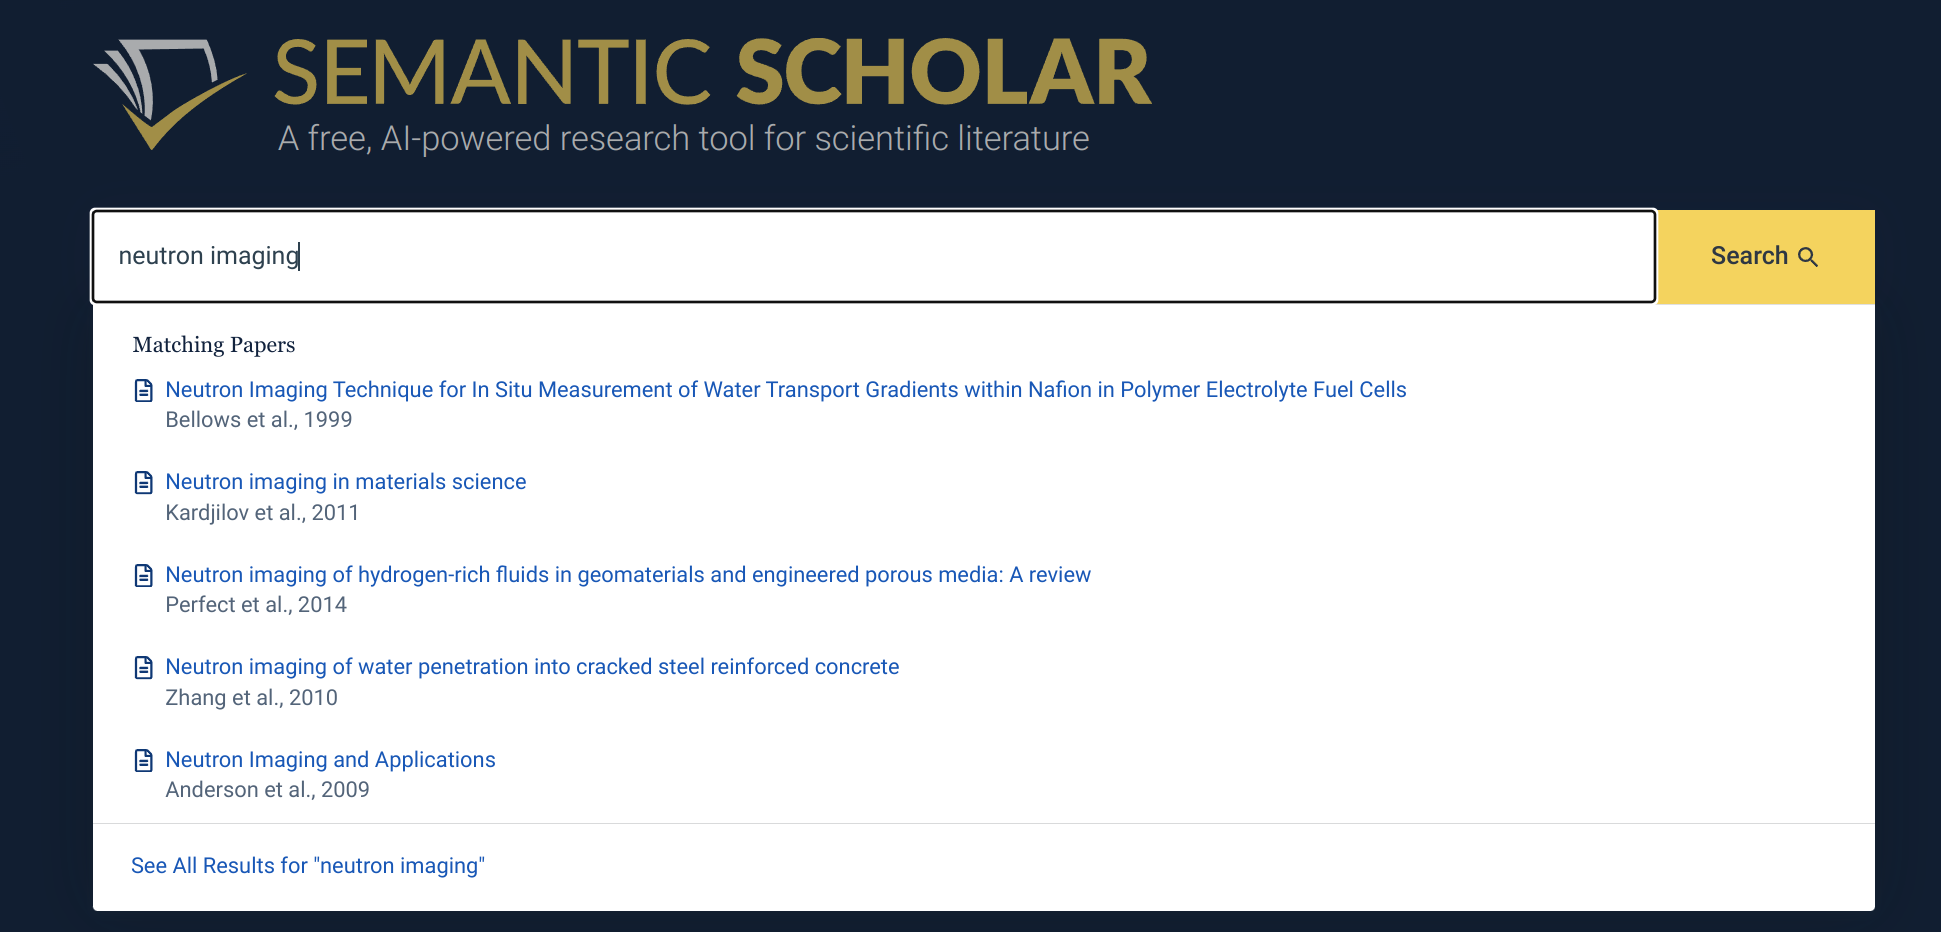 SEMANTIC SCHOLAR
A free, AI-powered research tool for scientific literature
neutron imaging
Search
Matching Papers
Neutron Imaging Technique for In Situ Measurement of Water Transport Gradients within Nafion in Polymer Electrolyte Fuel Cells
Bellows et al., 1999
Neutron imaging in materials science
Kardjilov et al., 2011
Neutron imaging of hydrogen-rich fluids in geomaterials and engineered porous media: A review
Perfect et al., 2014
Neutron imaging of water penetration into cracked steel reinforced concrete
Zhang et al., 2010
Neutron Imaging and Applications
Anderson et al., 2009
See All Results for "neutron imaging"